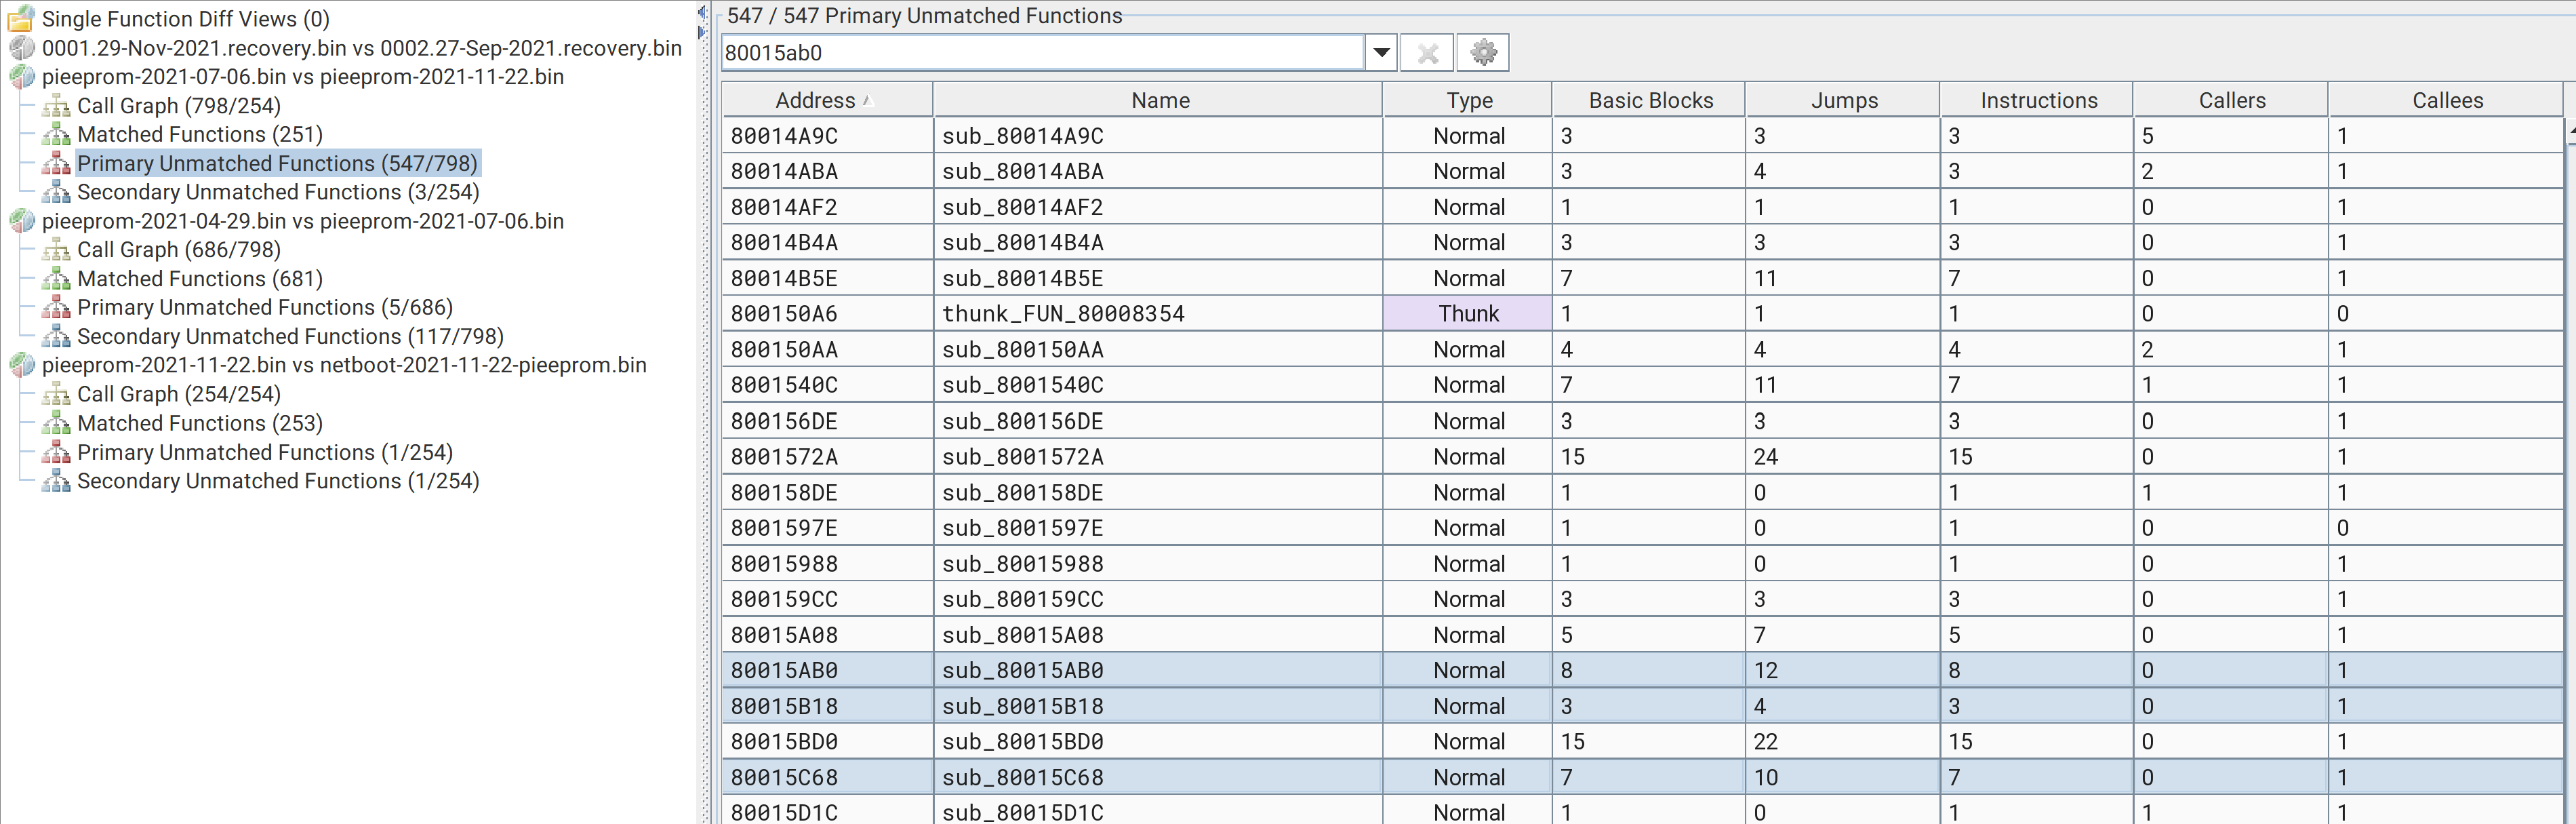 Single Function Diff Views (0)
0001.29-Nov-2021.recovery.bin vs 0002.27-Sep-2021.recovery.bin
pieeprom-2021-07-06.bin vs pieeprom-2021-11-22.bin
Call Graph (798/254)
Matched Functions (251)
Primary Unmatched Functions (547/798)
Secondary Unmatched Functions (3/254)
pieeprom-2021-04-29.bin vs pieeprom-2021-07-06.bin
Call Graph (686/798)
Matched Functions (681)
Primary Unmatched Functions (5/686)
Secondary Unmatched Functions (117/798)
pieeprom-2021-11-22.bin vs netboot-2021-11-22-pieeprom.bin
Call Graph (254/254)
Matched Functions (253)
Primary Unmatched Functions (1/254)
Secondary Unmatched Functions (1/254)
547 / 547 Primary Unmatched Functions
80015ab0
Address Name Type Basic Blocks Jumps Instructions Callers Callees
80014A9C sub_80014A9C Normal 3 3 3 5 1
80014ABA sub_80014ABA Normal 3 4 3 2 1
80014AF2 sub_80014AF2 Normal 1 1 1 0 1
80014B4A sub_80014B4A Normal 3 3 3 0 1
80014B5E sub_80014B5E Normal 7 11 7 0 1
800150A6 thunk_FUN_80008354 Thunk 1 1 1 0 0
800150AA sub_800150AA Normal 4 4 4 2 1
8001540C sub_8001540C Normal 7 11 7 1 1
800156DE sub_800156DE Normal 3 3 3 0 1
8001572A sub_8001572A Normal 15 24 15 0 1
800158DE sub_800158DE Normal 1 0 1 1 1
8001597E sub_8001597E Normal 1 0 1 0 0
80015988 sub_80015988 Normal 1 0 1 0 1
800159CC sub_800159CC Normal 3 3 3 0 1
80015A08 sub_80015A08 Normal 5 7 5 0 1
80015AB0 sub_80015AB0 Normal 8 12 8 0 1
80015B18 sub_80015B18 Normal 3 4 3 0 1
80015BD0 sub_80015BD0 Normal 15 22 15 0 1
80015C68 sub_80015C68 Normal 7 10 7 0 1
80015D1C sub_80015D1C Normal 1 0 1 1 1